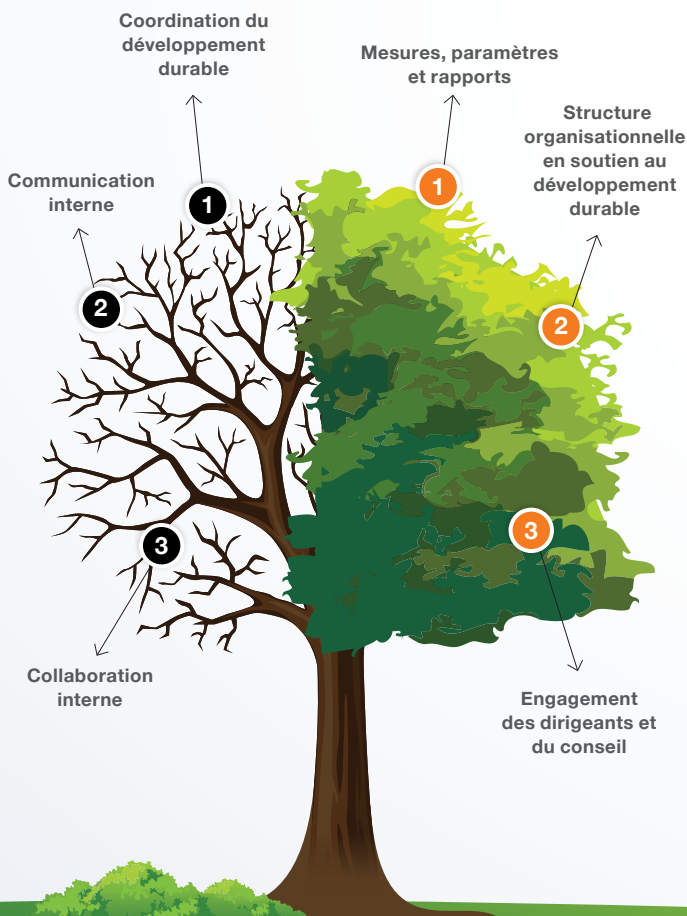 Coordination du
développement
durable
1
Communication
interne
2
3
Collaboration
interne
Mesures, paramètres
et rapports
1
Structure
organisationnelle
en soutien au
développement
durable
2
3
Engagement
des dirigeants et
du conseil